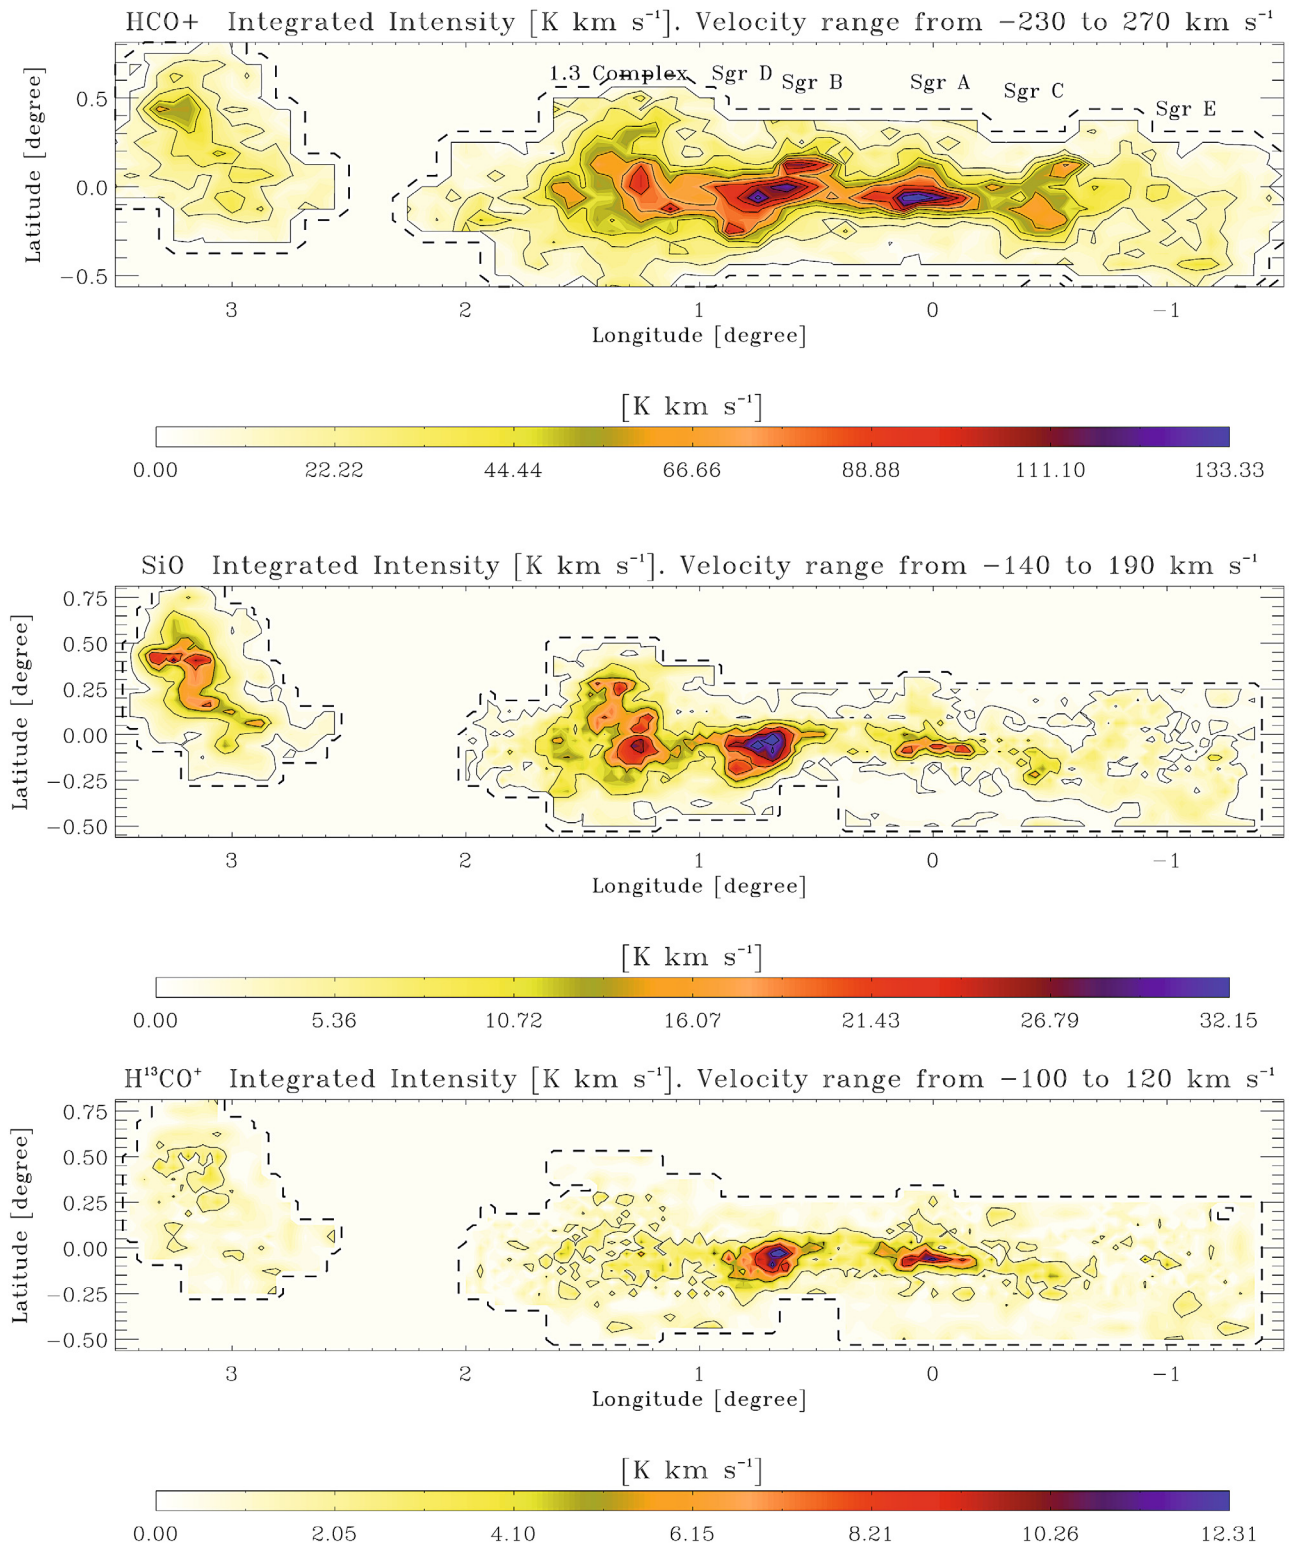 HCO+ Integrated Intensity [K km s⁻¹]. Velocity range from −230 to 270 km s⁻¹
1.3 Complex Sgr D Sgr B Sgr A Sgr C Sgr E
0.5
0.0
−0.5
Latitude [degree]
3 2 1 0 −1
Longitude [degree]
[K km s⁻¹]
0.00 22.22 44.44 66.66 88.88 111.10 133.33
SiO Integrated Intensity [K km s⁻¹]. Velocity range from −140 to 190 km s⁻¹
0.75
0.50
0.25
0.00
−0.25
−0.50
Latitude [degree]
3 2 1 0 −1
Longitude [degree]
[K km s⁻¹]
0.00 5.36 10.72 16.07 21.43 26.79 32.15
H¹³CO⁺ Integrated Intensity [K km s⁻¹]. Velocity range from −100 to 120 km s⁻¹
0.75
0.50
0.25
0.00
−0.25
−0.50
Latitude [degree]
3 2 1 0 −1
Longitude [degree]
[K km s⁻¹]
0.00 2.05 4.10 6.15 8.21 10.26 12.31